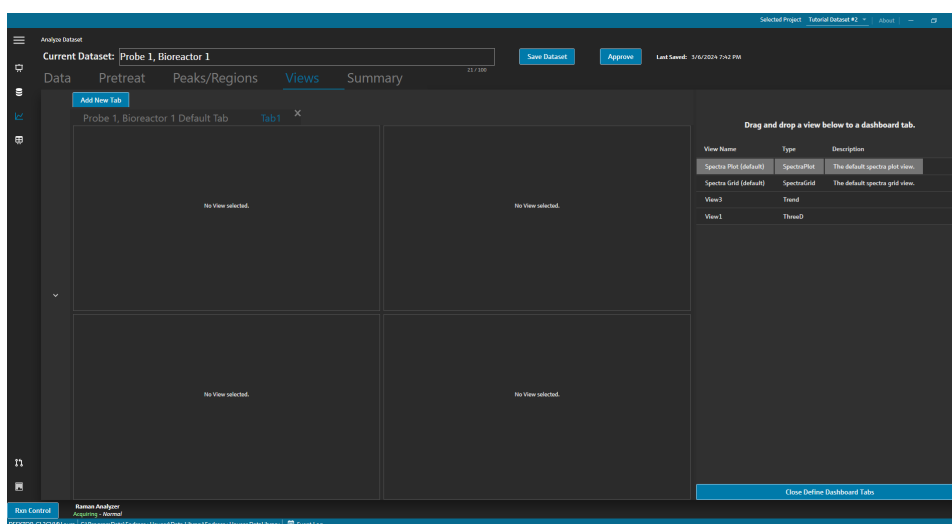 Selected Project Tutorial Dataset #2 About
Analyze Dataset
Current Dataset: Probe 1, Bioreactor 1 Save Dataset Approve Last Saved: 3/6/2024 7:42 PM
21 / 100
Data Pretreat Peaks/Regions Views Summary
Add New Tab
Probe 1, Bioreactor 1 Default Tab Tab1 X
Drag and drop a view below to a dashboard tab.
View Name Type Description
Spectra Plot (default) SpectraPlot The default spectra plot view.
Spectra Grid (default) SpectraGrid The default spectra grid view.
View3 Trend
View1 ThreeD
No View selected. No View selected.
No View selected. No View selected.
Close Define Dashboard Tabs
Rxn Control
Raman Analyzer
Acquiring - Normal